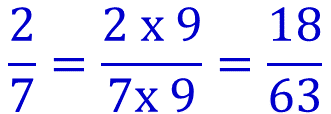 2/7 = 2 x 9/7x 9 = 18/63